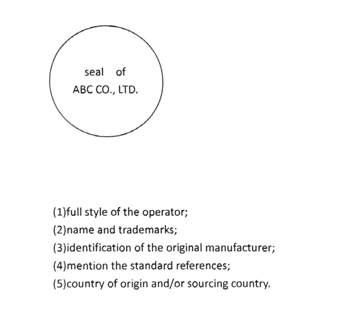 seal of
ABC CO., LTD.
(1)full style of the operator;
(2)name and trademarks;
(3)identification of the original manufacturer;
(4)mention the standard references;
(5)country of origin and/or sourcing country.